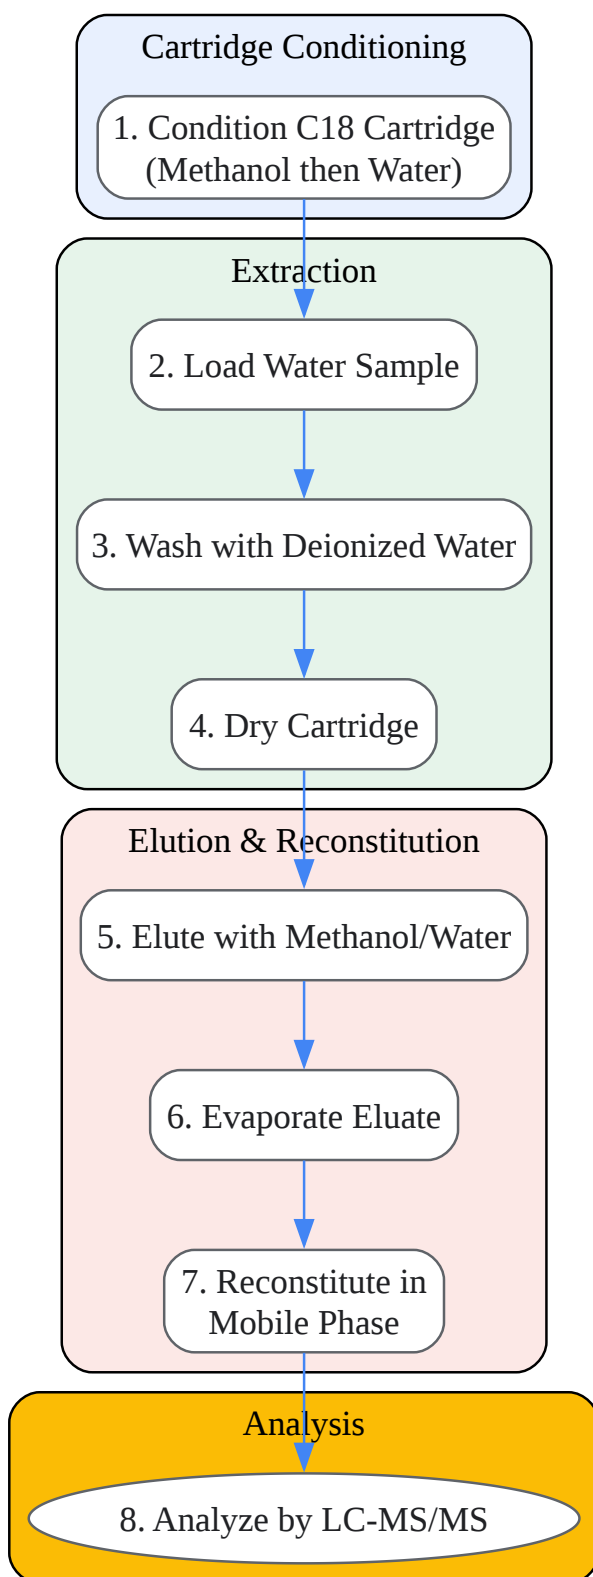 Cartridge Conditioning
1. Condition C18 Cartridge
(Methanol then Water)
Extraction
2. Load Water Sample
3. Wash with Deionized Water
4. Dry Cartridge
Elution & Reconstitution
5. Elute with Methanol/Water
6. Evaporate Eluate
7. Reconstitute in
Mobile Phase
Analysis
8. Analyze by LC-MS/MS